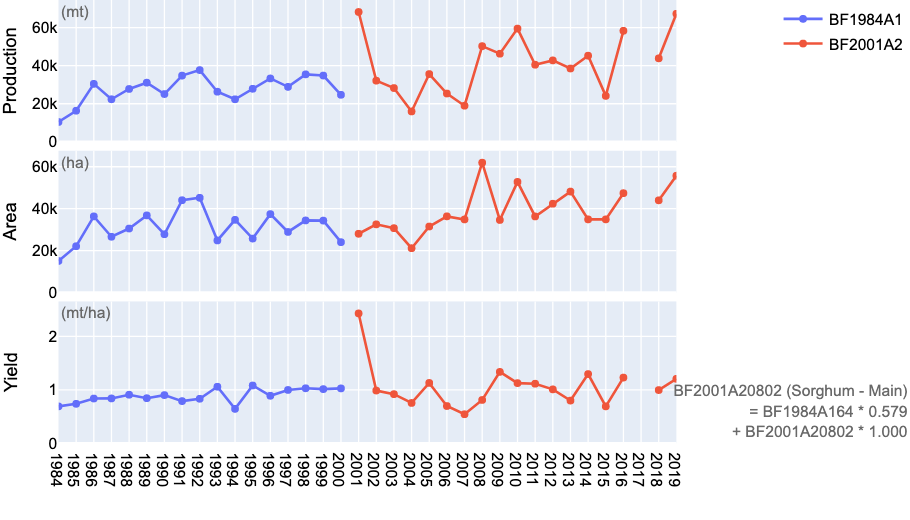 (mt)
BF1984A1
BF2001A2
Production
60k
40k
20k
0
(ha)
Area
60k
40k
20k
0
(mt/ha)
Yield
2
1
0
BF2001A20802 (Sorghum - Main)
= BF1984A164 * 0.579
+ BF2001A20802 * 1.000
1984 1985 1986 1987 1988 1989 1990 1991 1992 1993 1994 1995 1996 1997 1998 1999 2000 2001 2002 2003 2004 2005 2006 2007 2008 2009 2010 2011 2012 2013 2014 2015 2016 2017 2018 2019